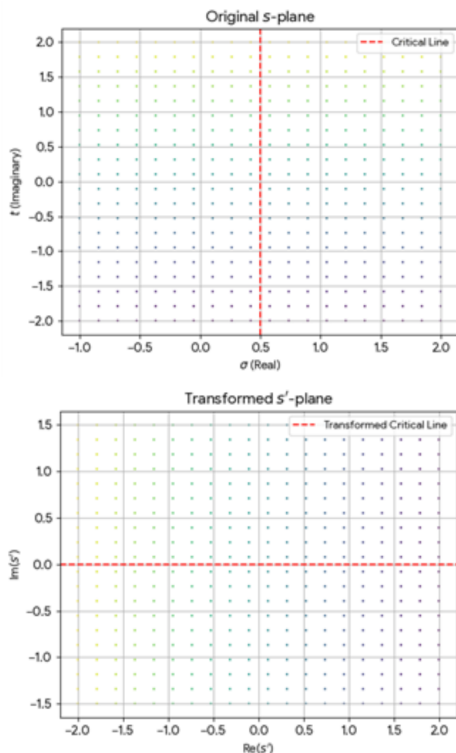 Original s-plane
Critical Line
2.0
1.5
1.0
0.5
0.0
−0.5
−1.0
−1.5
−2.0
t (Imaginary)
−1.0 −0.5 0.0 0.5 1.0 1.5 2.0
σ (Real)
Transformed s′-plane
Transformed Critical Line
1.5
1.0
0.5
0.0
−0.5
−1.0
−1.5
Im(s′)
−2.0 −1.5 −1.0 −0.5 0.0 0.5 1.0 1.5 2.0
Re(s′)